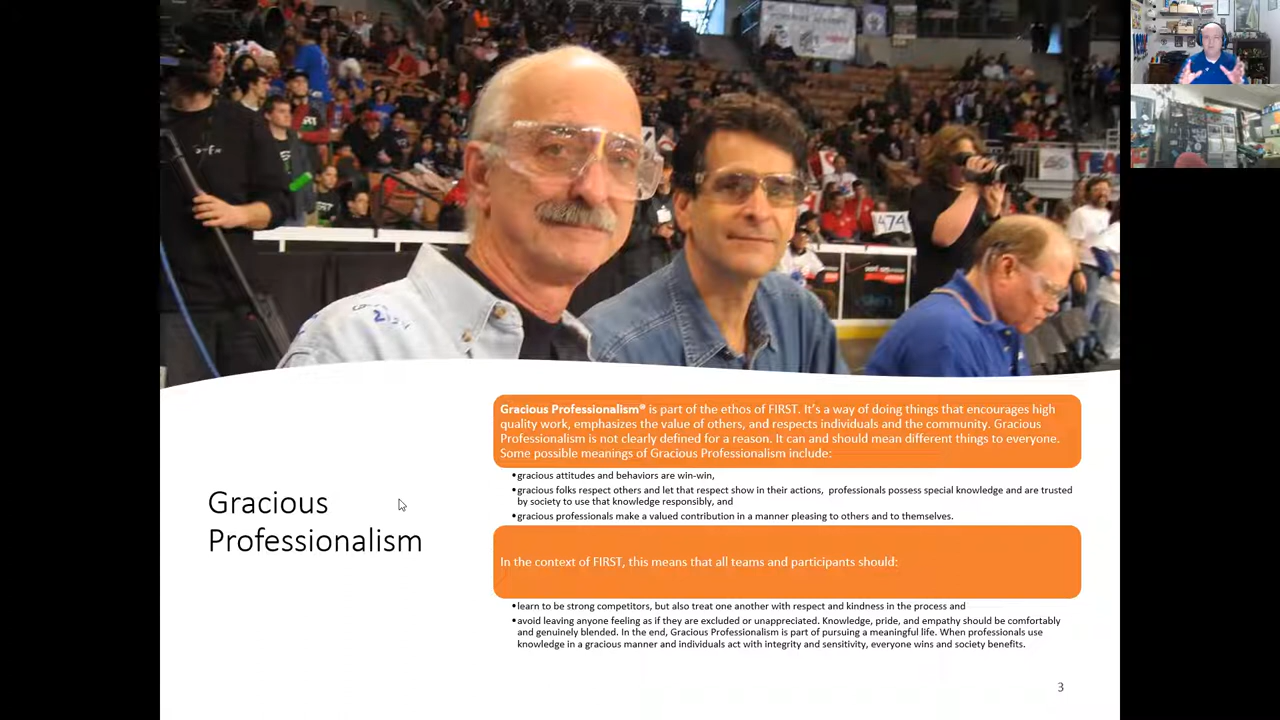 474
Gracious
Professionalism
Gracious Professionalism® is part of the ethos of FIRST. It's a way of doing things that encourages high
quality work, emphasizes the value of others, and respects individuals and the community. Gracious
Professionalism is not clearly defined for a reason. It can and should mean different things to everyone.
Some possible meanings of Gracious Professionalism include:
•gracious attitudes and behaviors are win-win,
•gracious folks respect others and let that respect show in their actions, professionals possess special knowledge and are trusted
by society to use that knowledge responsibly, and
•gracious professionals make a valued contribution in a manner pleasing to others and to themselves.
In the context of FIRST, this means that all teams and participants should:
•learn to be strong competitors, but also treat one another with respect and kindness in the process and
•avoid leaving anyone feeling as if they are excluded or unappreciated. Knowledge, pride, and empathy should be comfortably
and genuinely blended. In the end, Gracious Professionalism is part of pursuing a meaningful life. When professionals use
knowledge in a gracious manner and individuals act with integrity and sensitivity, everyone wins and society benefits.
3